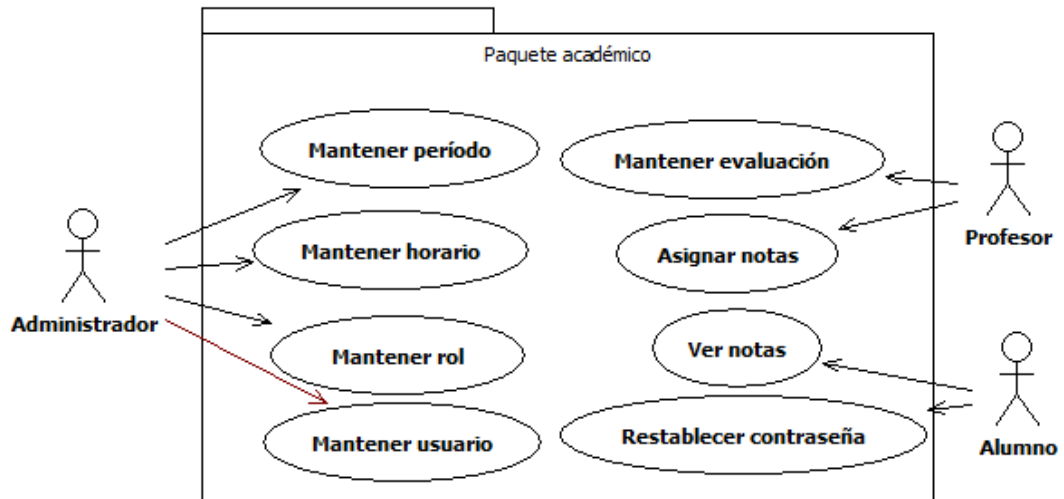 Paquete académico
Mantener período
Mantener evaluación
Mantener horario
Asignar notas
Profesor
Administrador
Mantener rol
Ver notas
Mantener usuario
Restablecer contraseña
Alumno